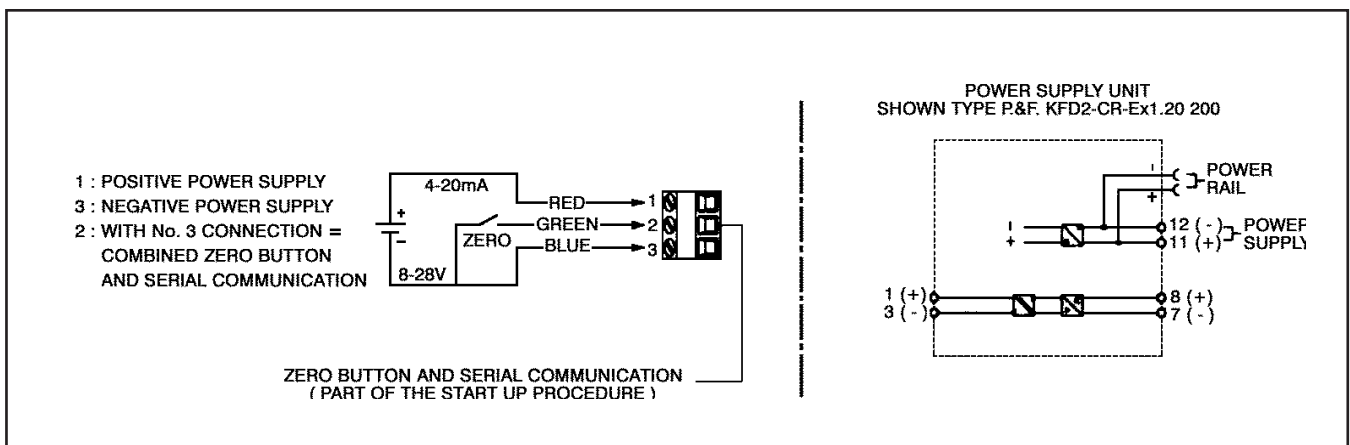 1 : POSITIVE POWER SUPPLY
3 : NEGATIVE POWER SUPPLY
2 : WITH No. 3 CONNECTION =
COMBINED ZERO BUTTON
AND SERIAL COMMUNICATION
4-20mA
+
-
8-28V
ZERO
RED
GREEN
BLUE
1
2
3
ZERO BUTTON AND SERIAL COMMUNICATION
( PART OF THE START UP PROCEDURE )
POWER SUPPLY UNIT
SHOWN TYPE P.&F. KFD2-CR-Ex1.20 200
-
+
POWER
RAIL
-
+
12 ( - )
11 (+)
POWER
SUPPLY
1 (+)
3 ( - )
8 (+)
7 ( - )